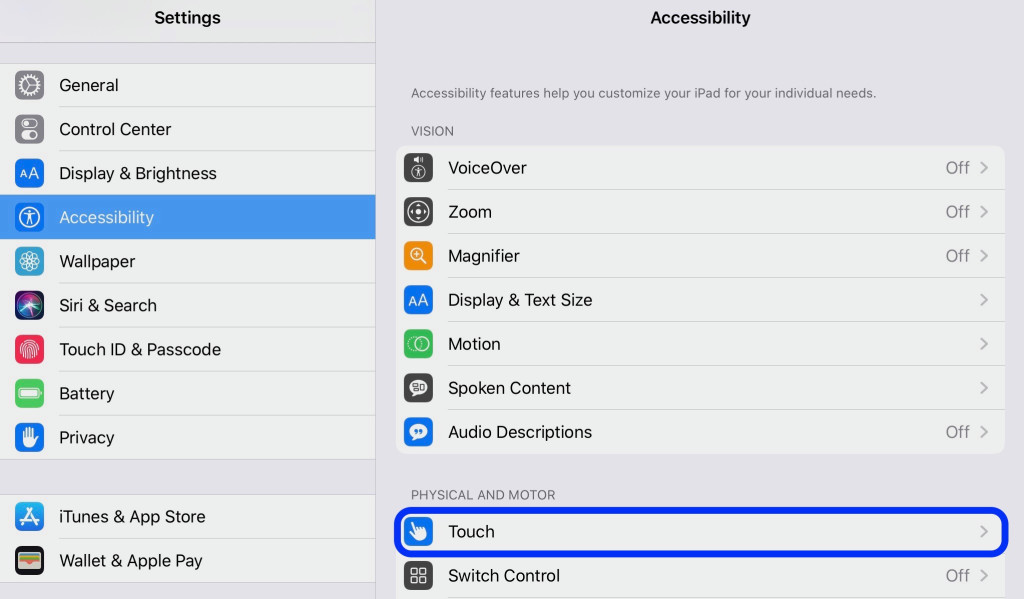 Settings
General
Control Center
Display & Brightness
Accessibility
Wallpaper
Siri & Search
Touch ID & Passcode
Battery
Privacy
iTunes & App Store
Wallet & Apple Pay
Accessibility
Accessibility features help you customize your iPad for your individual needs.
VISION
VoiceOver Off
Zoom Off
Magnifier Off
AA Display & Text Size
Motion
Spoken Content
Audio Descriptions Off
PHYSICAL AND MOTOR
Touch
Switch Control Off